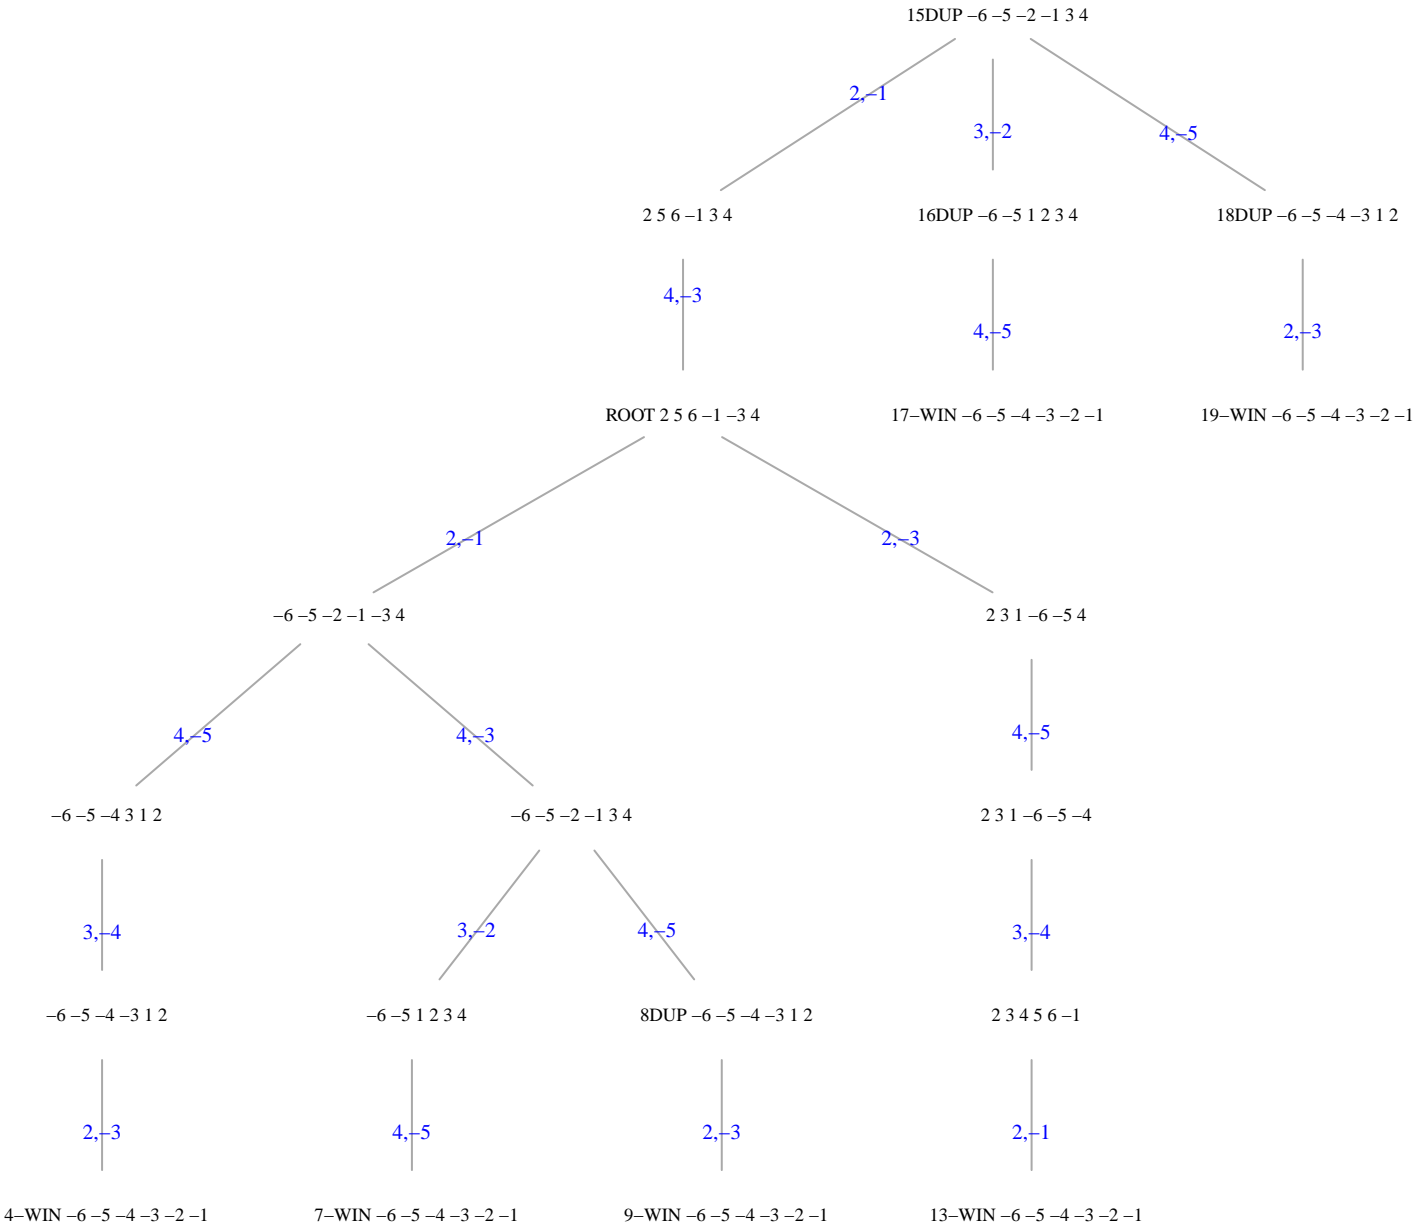 15DUP –6 –5 –2 –1 3 4
2,–1
3,–2
4,–5
2 5 6 –1 3 4
16DUP –6 –5 1 2 3 4
18DUP –6 –5 –4 –3 1 2
4,–3
4,–5
2,–3
ROOT 2 5 6 –1 –3 4
17–WIN –6 –5 –4 –3 –2 –1
19–WIN –6 –5 –4 –3 –2 –1
2,–1
2,–3
–6 –5 –2 –1 –3 4
2 3 1 –6 –5 4
4,–5
4,–3
4,–5
–6 –5 –4 3 1 2
–6 –5 –2 –1 3 4
2 3 1 –6 –5 –4
3,–4
3,–2
4,–5
3,–4
–6 –5 –4 –3 1 2
–6 –5 1 2 3 4
8DUP –6 –5 –4 –3 1 2
2 3 4 5 6 –1
2,–3
4,–5
2,–3
2,–1
4–WIN –6 –5 –4 –3 –2 –1
7–WIN –6 –5 –4 –3 –2 –1
9–WIN –6 –5 –4 –3 –2 –1
13–WIN –6 –5 –4 –3 –2 –1